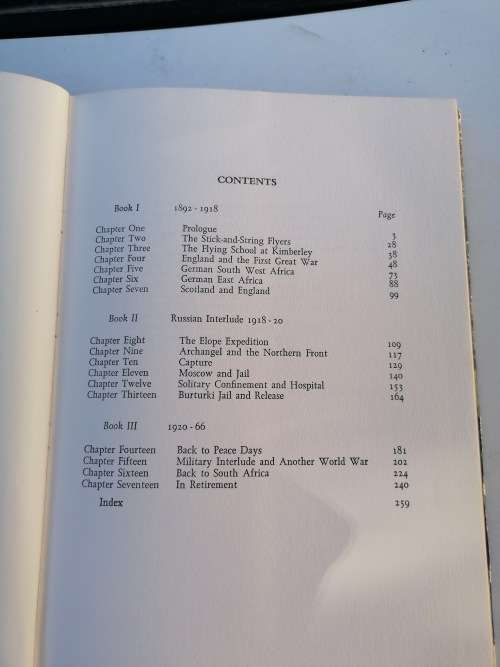 CONTENTS
Book I 1892 - 1918
Page
Chapter One Prologue 3
Chapter Two The Stick-and-String Flyers 28
Chapter Three The Flying School at Kimberley 38
Chapter Four England and the First Great War 48
Chapter Five German South West Africa 73
Chapter Six German East Africa 88
Chapter Seven Scotland and England 99
Book II Russian Interlude 1918 - 20
Chapter Eight The Elope Expedition 109
Chapter Nine Archangel and the Northern Front 117
Chapter Ten Capture 129
Chapter Eleven Moscow and Jail 140
Chapter Twelve Solitary Confinement and Hospital 153
Chapter Thirteen Burturki Jail and Release 164
Book III 1920 - 66
Chapter Fourteen Back to Peace Days 181
Chapter Fifteen Military Interlude and Another World War 202
Chapter Sixteen Back to South Africa 224
Chapter Seventeen In Retirement 240
Index 259